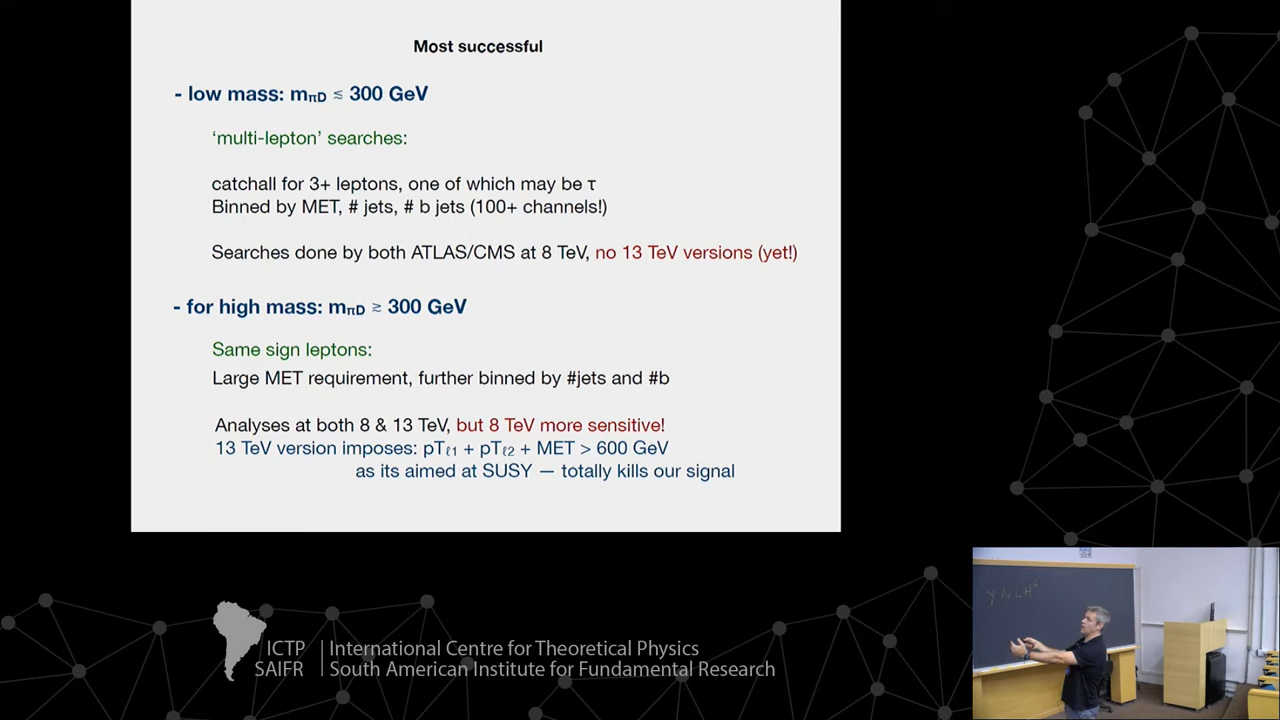 Most successful
- low mass: mπD ≲ 300 GeV
‘multi-lepton’ searches:
catchall for 3+ leptons, one of which may be τ
Binned by MET, # jets, # b jets (100+ channels!)
Searches done by both ATLAS/CMS at 8 TeV, no 13 TeV versions (yet!)
- for high mass: mπD ≳ 300 GeV
Same sign leptons:
Large MET requirement, further binned by #jets and #b
Analyses at both 8 & 13 TeV, but 8 TeV more sensitive!
13 TeV version imposes: pTℓ1 + pTℓ2 + MET > 600 GeV
as its aimed at SUSY — totally kills our signal
ICTP
SAIFR
International Centre for Theoretical Physics
South American Institute for Fundamental Research